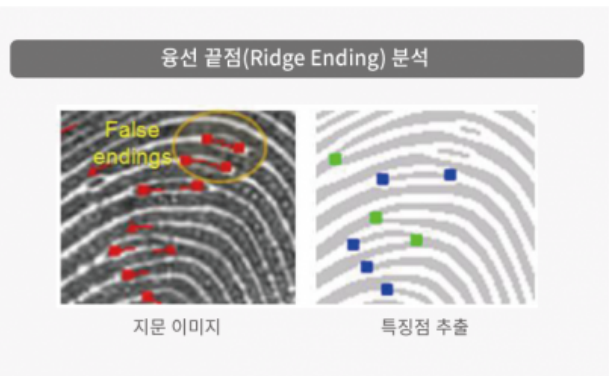 융선 끝점(Ridge Ending) 분석
False
endings
지문 이미지
특징점 추출